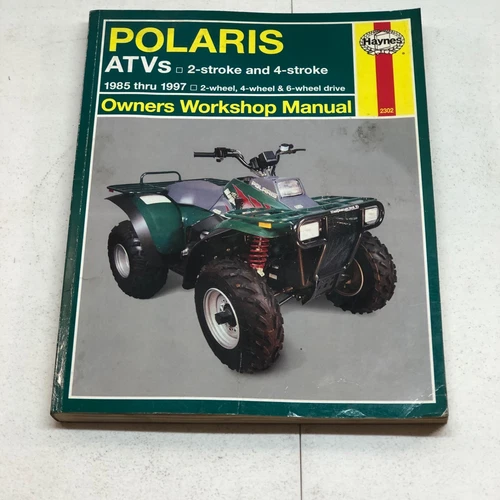 POLARIS
Haynes
ATVs □ 2-stroke and 4-stroke
1985 thru 1997 □ 2-wheel, 4-wheel & 6-wheel drive
2302
Owners Workshop Manual